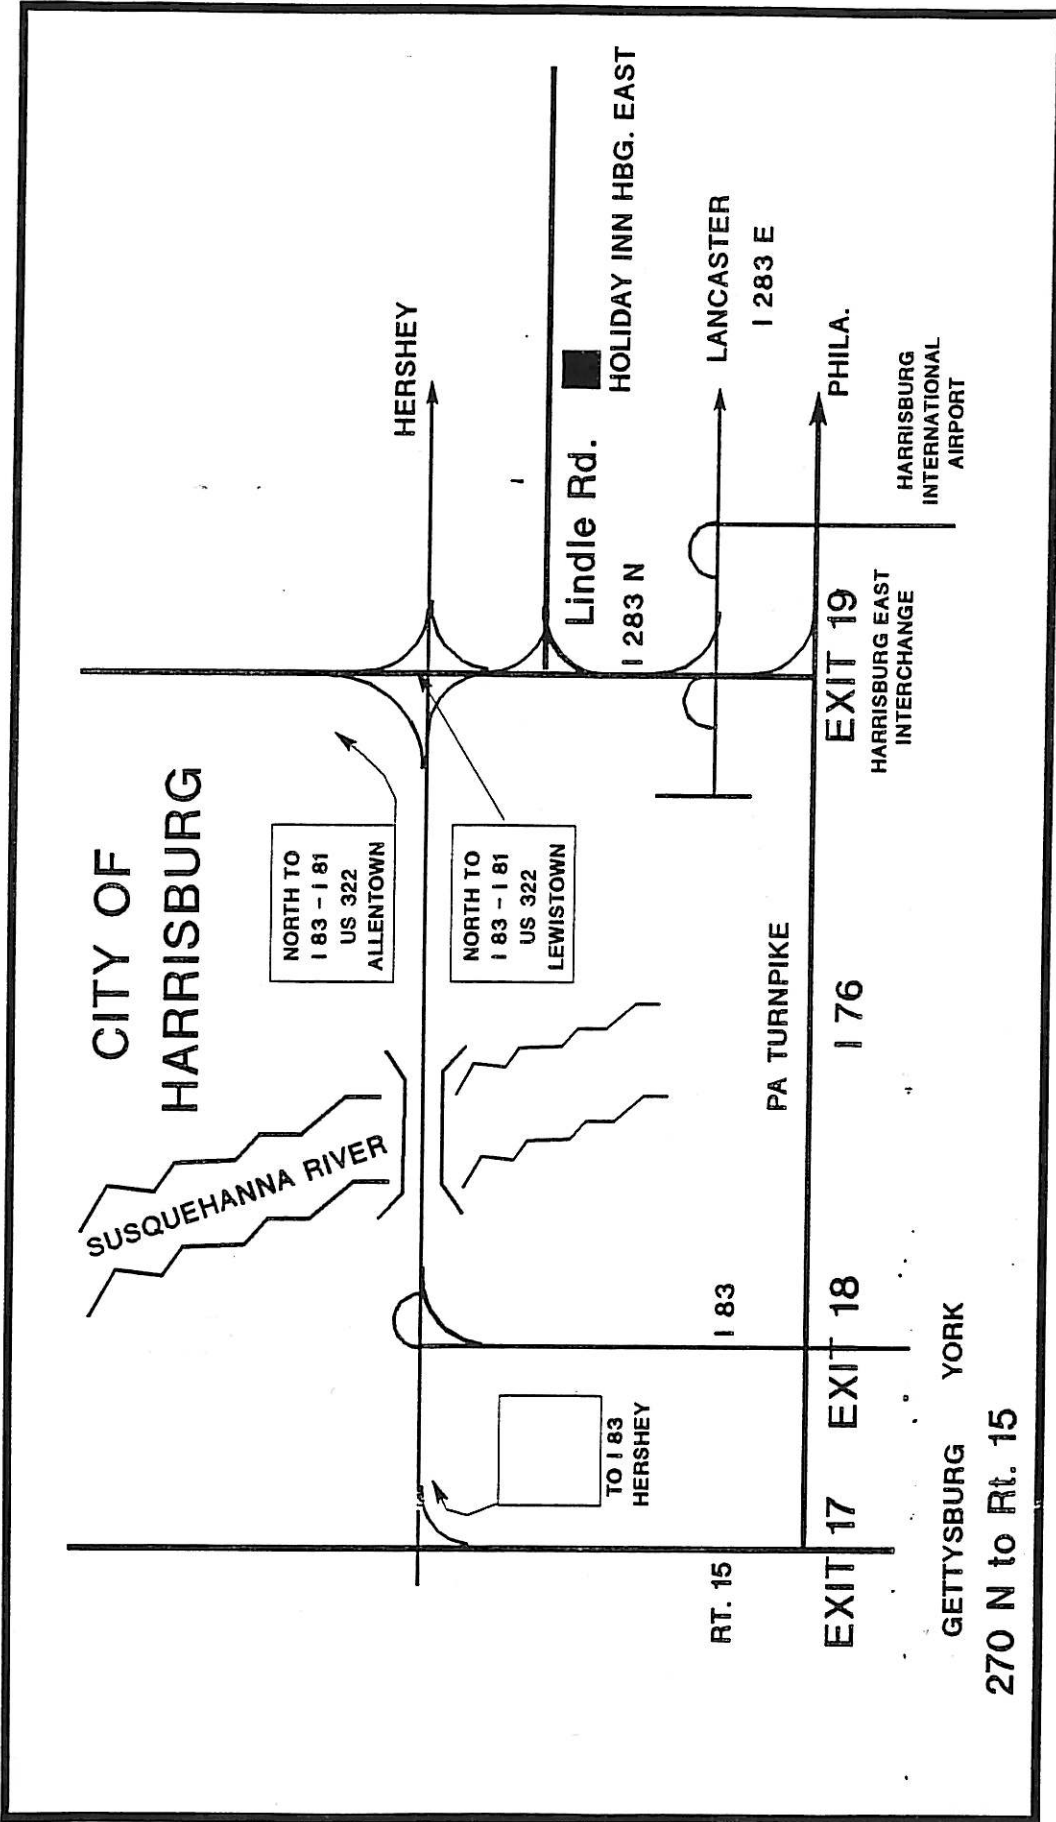 CITY OF
HARRISBURG
SUSQUEHANNA RIVER
NORTH TO
I 83 – I 81
US 322
ALLENTOWN
NORTH TO
I 83 – I 81
US 322
LEWISTOWN
HERSHEY
Lindle Rd.
HOLIDAY INN HBG. EAST
I 283 N
LANCASTER
I 283 E
PHILA.
HARRISBURG
INTERNATIONAL
AIRPORT
TO I 83
HERSHEY
I 83
RT. 15
PA TURNPIKE
I 76
EXIT 17
EXIT 18
EXIT 19
HARRISBURG EAST
INTERCHANGE
GETTYSBURG
YORK
270 N to Rt. 15